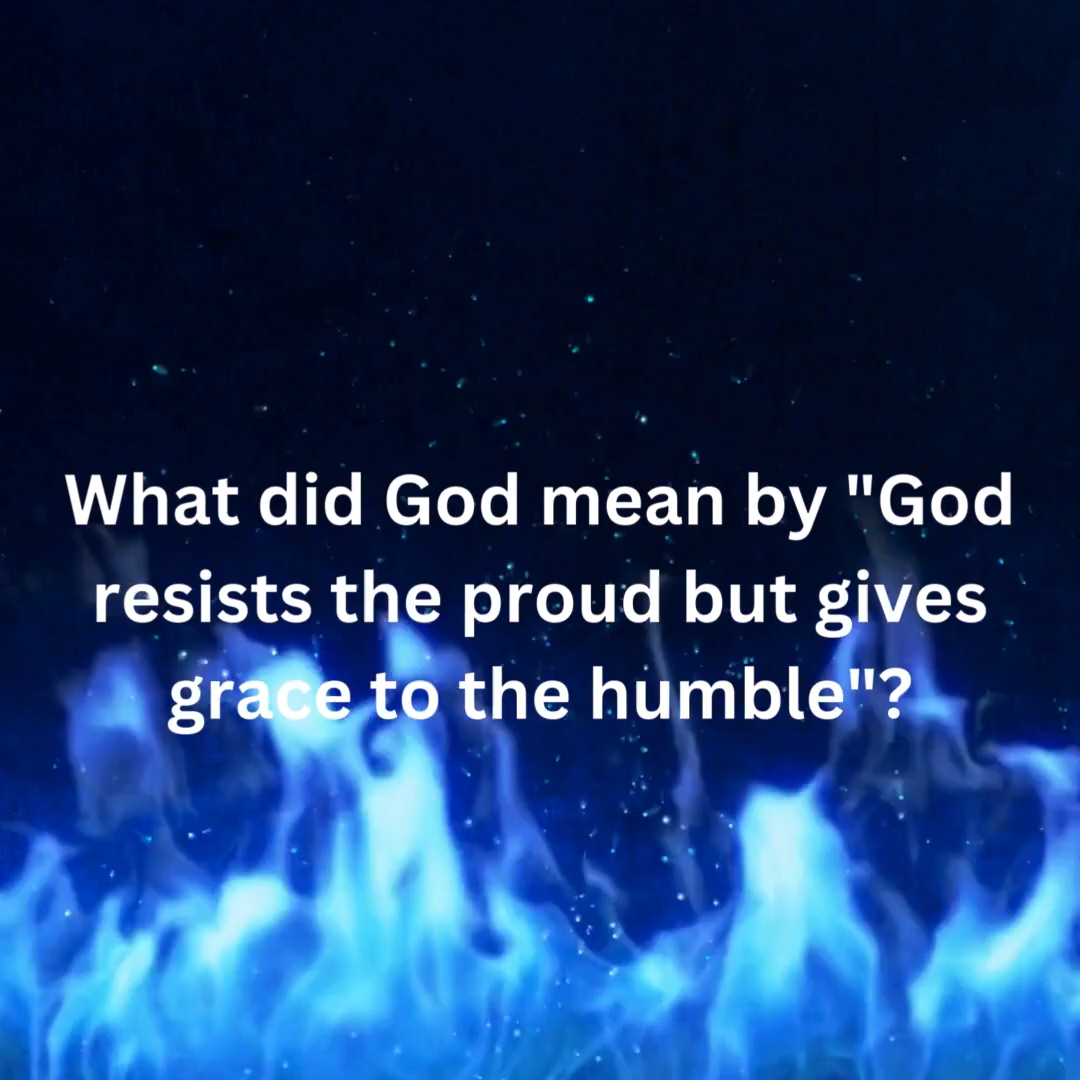 What did God mean by "God
resists the proud but gives
grace to the humble"?